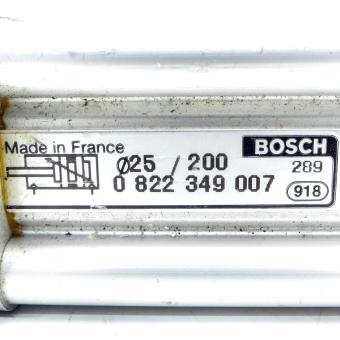 Made in France
BOSCH
Ø25 / 200
289
0 822 349 007
918